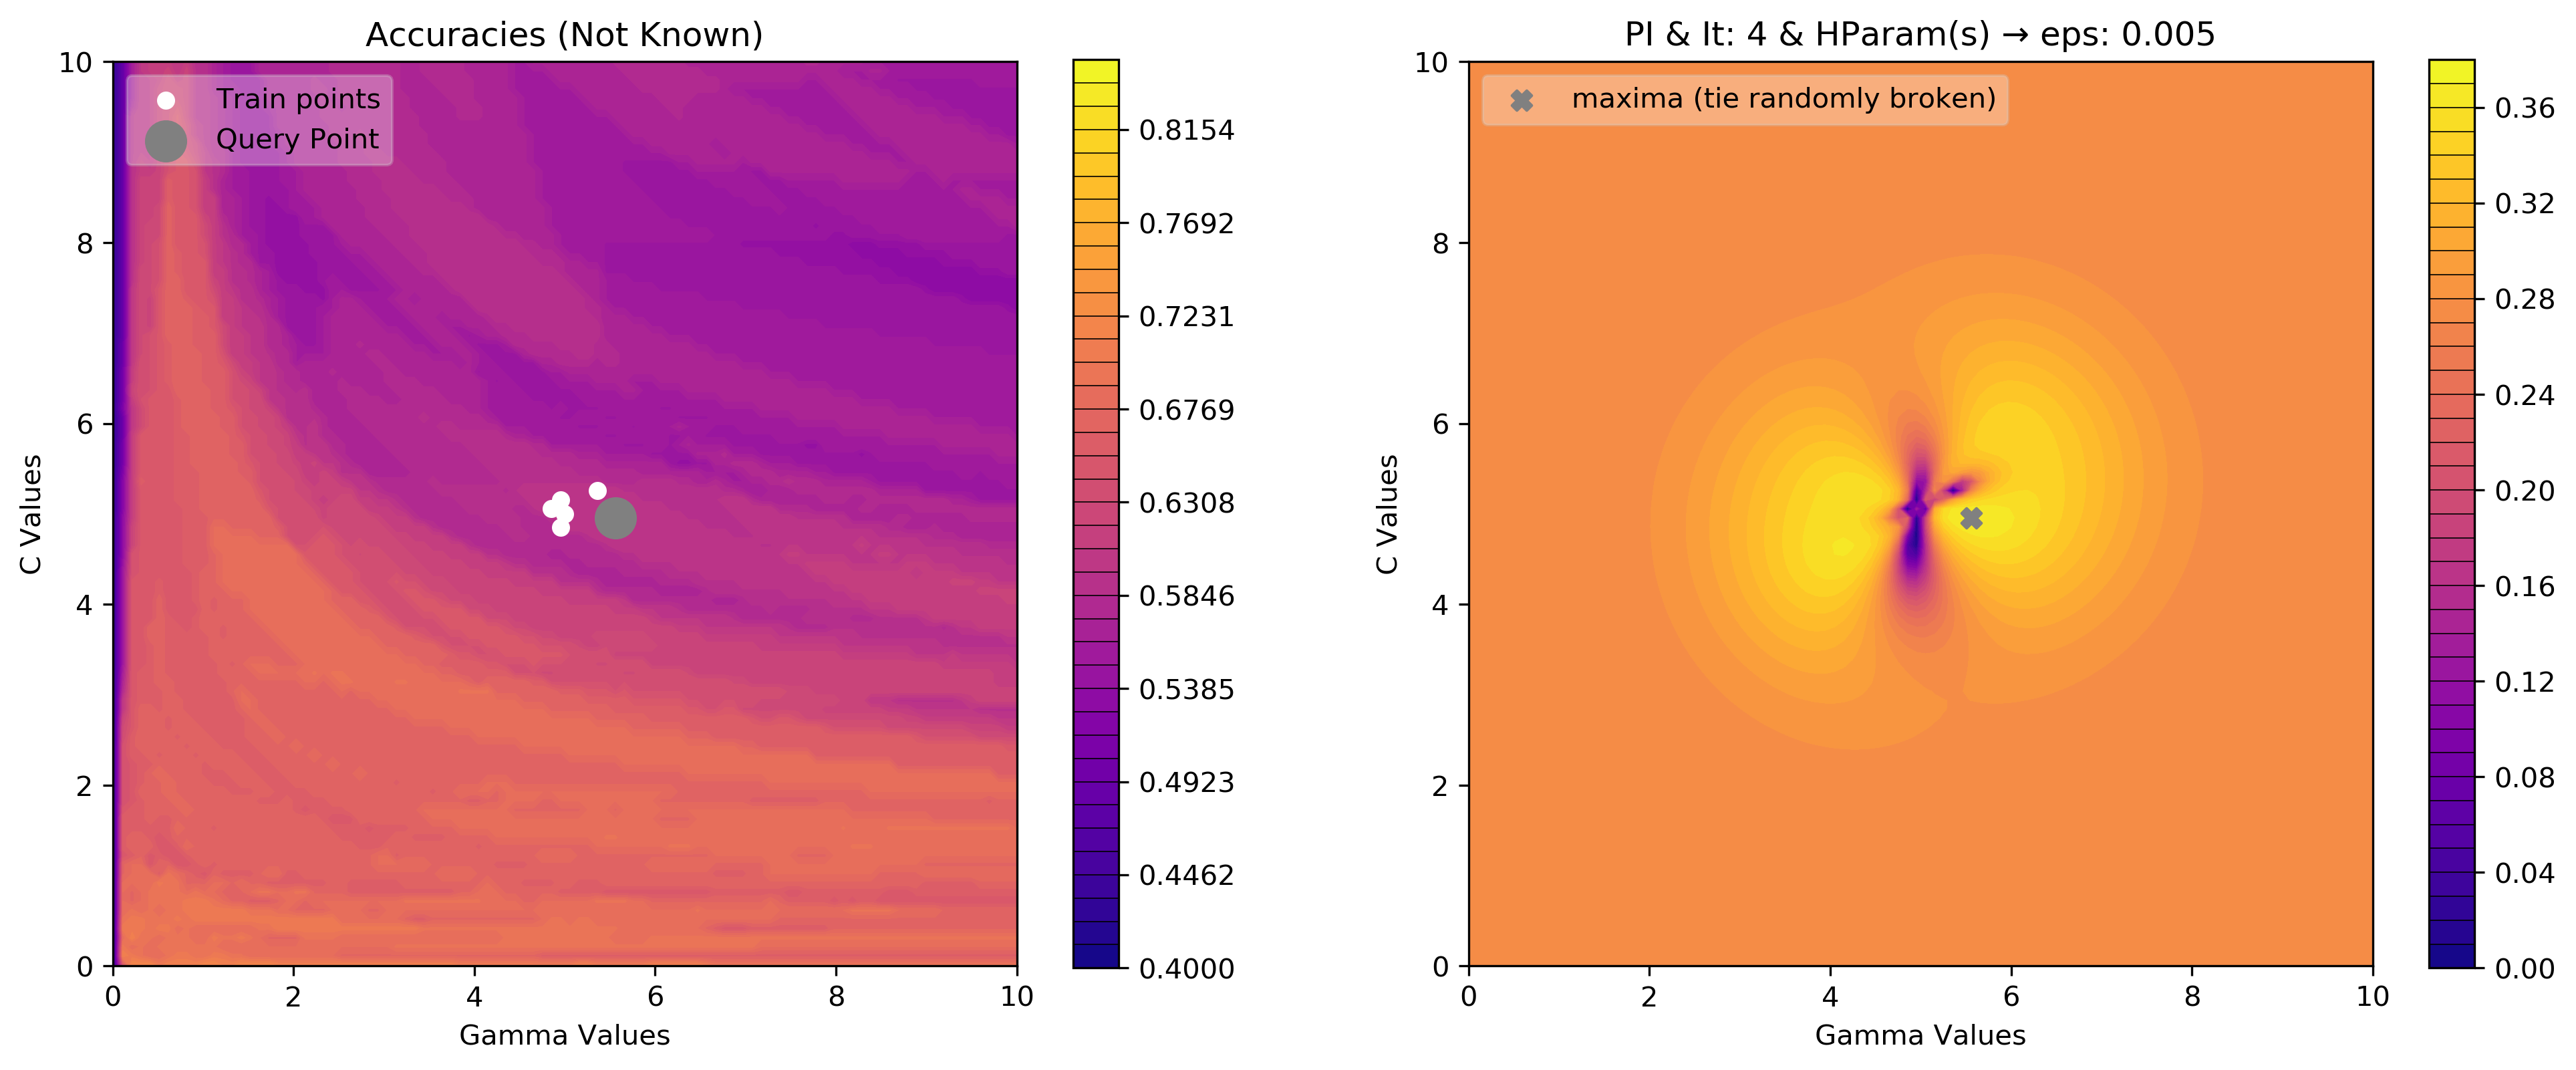 Accuracies (Not Known)
Train points
Query Point
10
8
6
4
2
0
C Values
0 2 4 6 8 10
Gamma Values
0.8154
0.7692
0.7231
0.6769
0.6308
0.5846
0.5385
0.4923
0.4462
0.4000
PI & It: 4 & HParam(s) → eps: 0.005
maxima (tie randomly broken)
10
8
6
4
2
0
C Values
0 2 4 6 8 10
Gamma Values
0.36
0.32
0.28
0.24
0.20
0.16
0.12
0.08
0.04
0.00